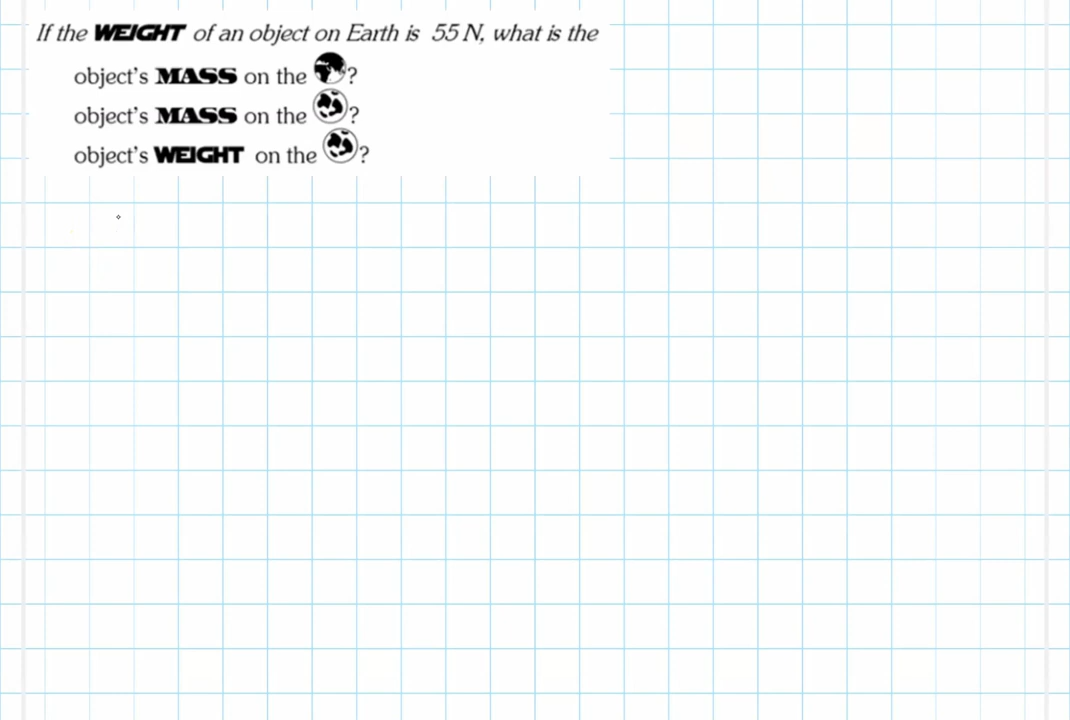 If the WEIGHT of an object on Earth is 55 N, what is the
object's MASS on the ?
object's MASS on the ?
object's WEIGHT on the ?